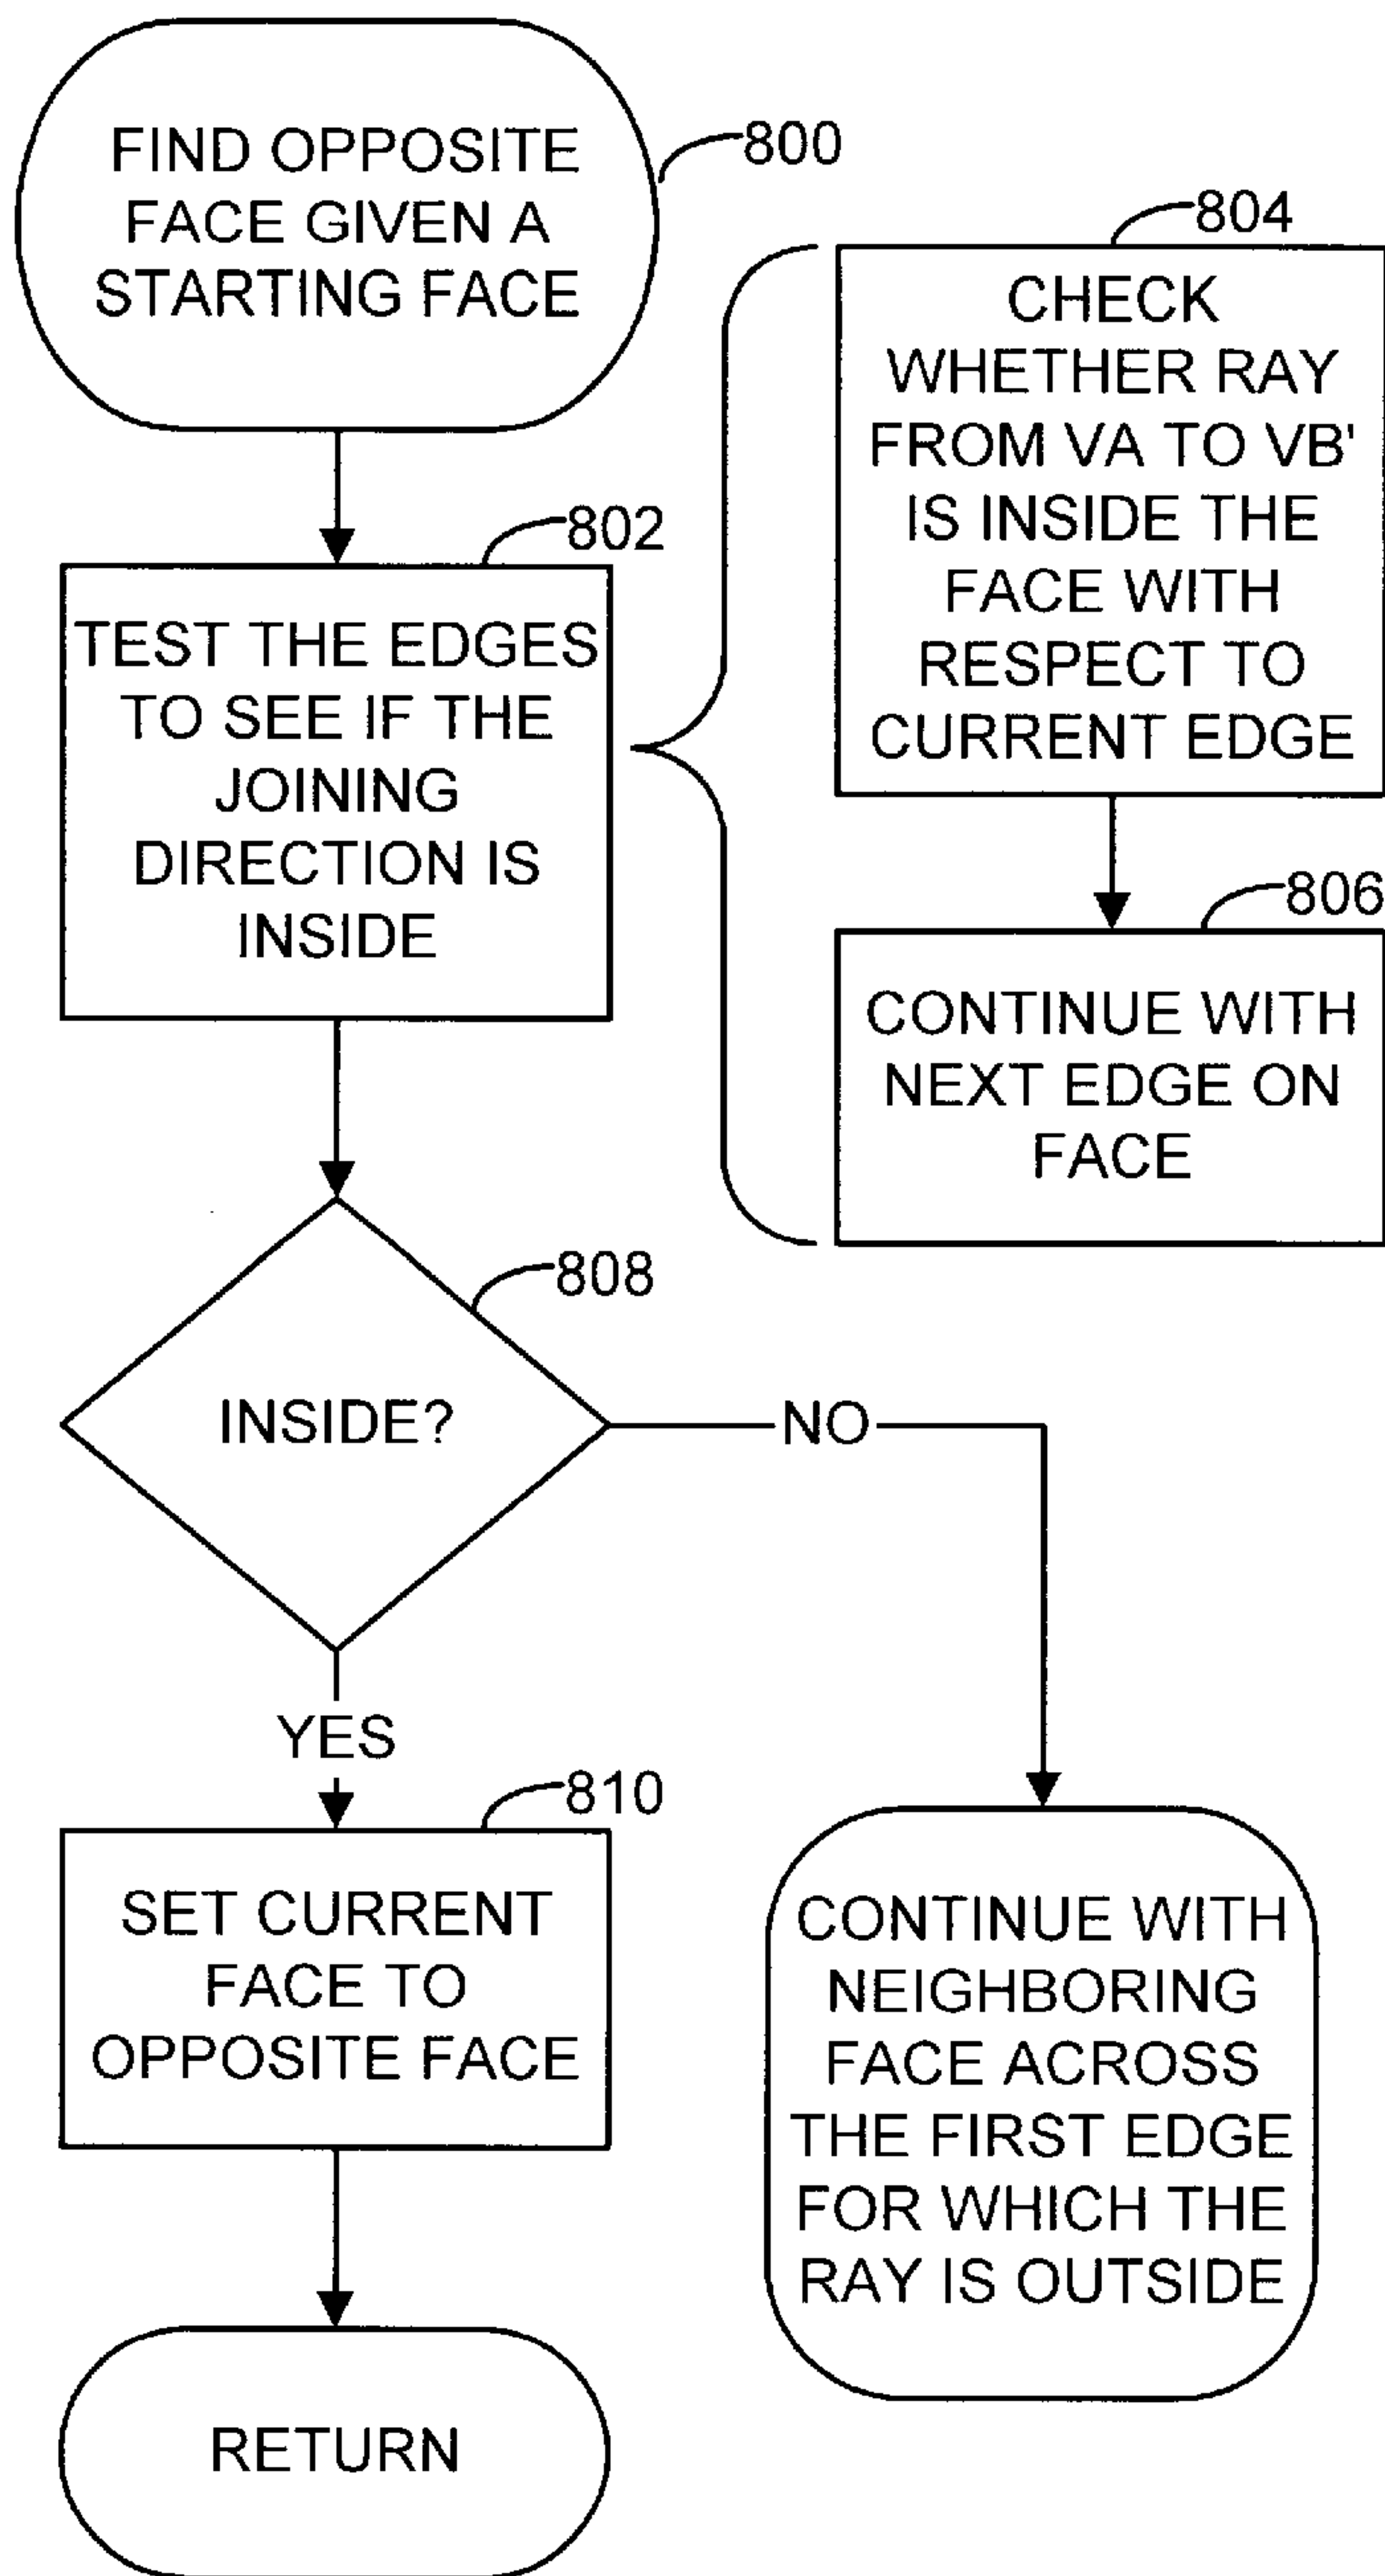 FIND OPPOSITE
FACE GIVEN A
STARTING FACE
800
802
TEST THE EDGES
TO SEE IF THE
JOINING
DIRECTION IS
INSIDE
804
CHECK
WHETHER RAY
FROM VA TO VB'
IS INSIDE THE
FACE WITH
RESPECT TO
CURRENT EDGE
806
CONTINUE WITH
NEXT EDGE ON
FACE
808
INSIDE?
NO
YES
810
SET CURRENT
FACE TO
OPPOSITE FACE
CONTINUE WITH
NEIGHBORING
FACE ACROSS
THE FIRST EDGE
FOR WHICH THE
RAY IS OUTSIDE
RETURN